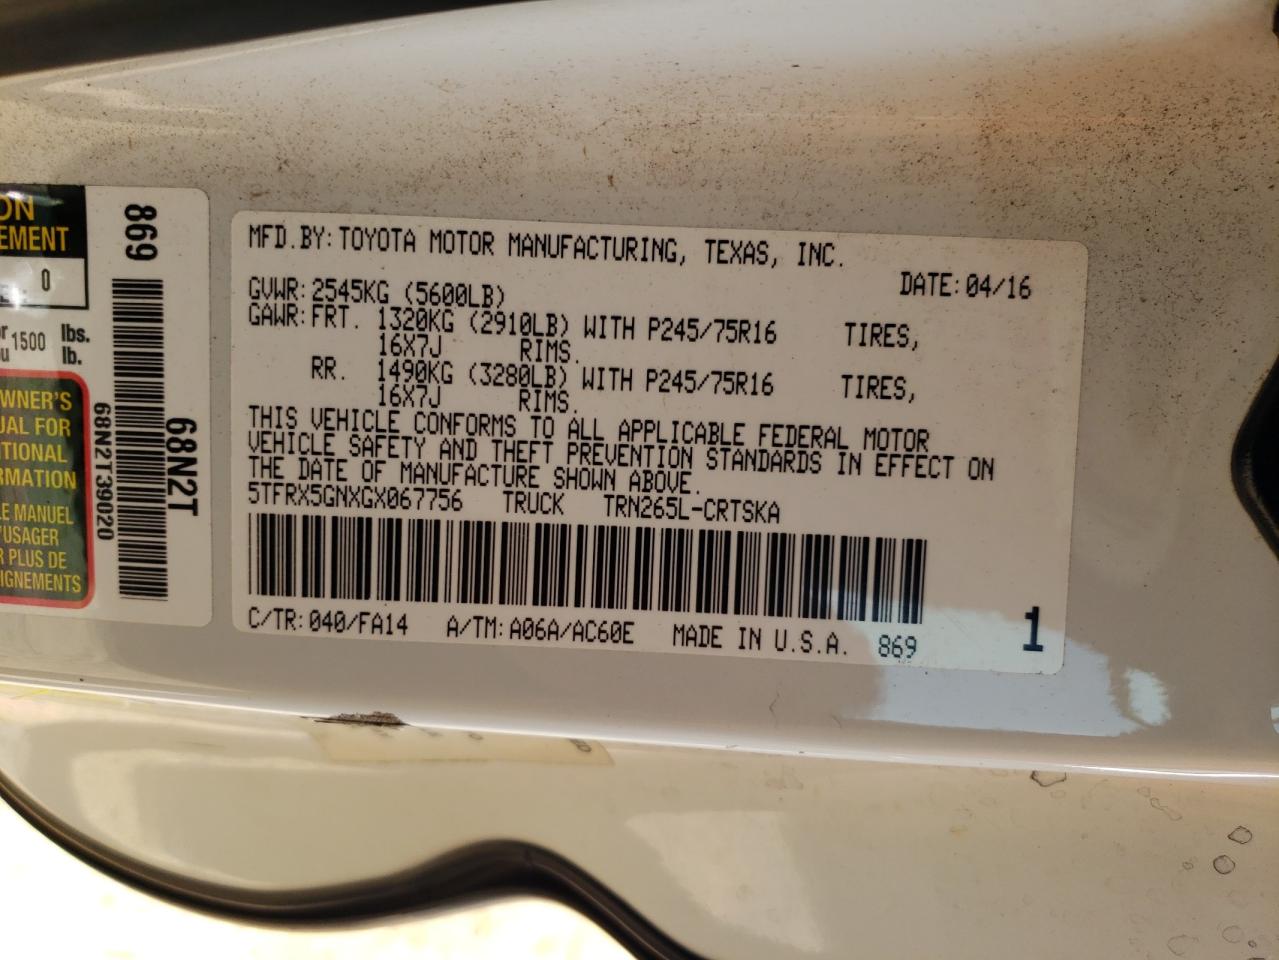 ON
EMENT
0
or 1500 lbs.
u lb.
WNER'S
UAL FOR
TIONAL
RMATION
LE MANUEL
'USAGER
R PLUS DE
IGNEMENTS
869
68N2T
68N2T39020
MFD.BY:TOYOTA MOTOR MANUFACTURING, TEXAS, INC.
DATE:04/16
GVWR:2545KG (5600LB)
GAWR:FRT. 1320KG (2910LB) WITH P245/75R16 TIRES,
16X7J RIMS.
RR. 1490KG (3280LB) WITH P245/75R16 TIRES,
16X7J RIMS.
THIS VEHICLE CONFORMS TO ALL APPLICABLE FEDERAL MOTOR
VEHICLE SAFETY AND THEFT PREVENTION STANDARDS IN EFFECT ON
THE DATE OF MANUFACTURE SHOWN ABOVE.
5TFRX5GNXGX067756 TRUCK TRN265L-CRTSKA
C/TR:040/FA14 A/TM:A06A/AC60E MADE IN U.S.A. 869 1